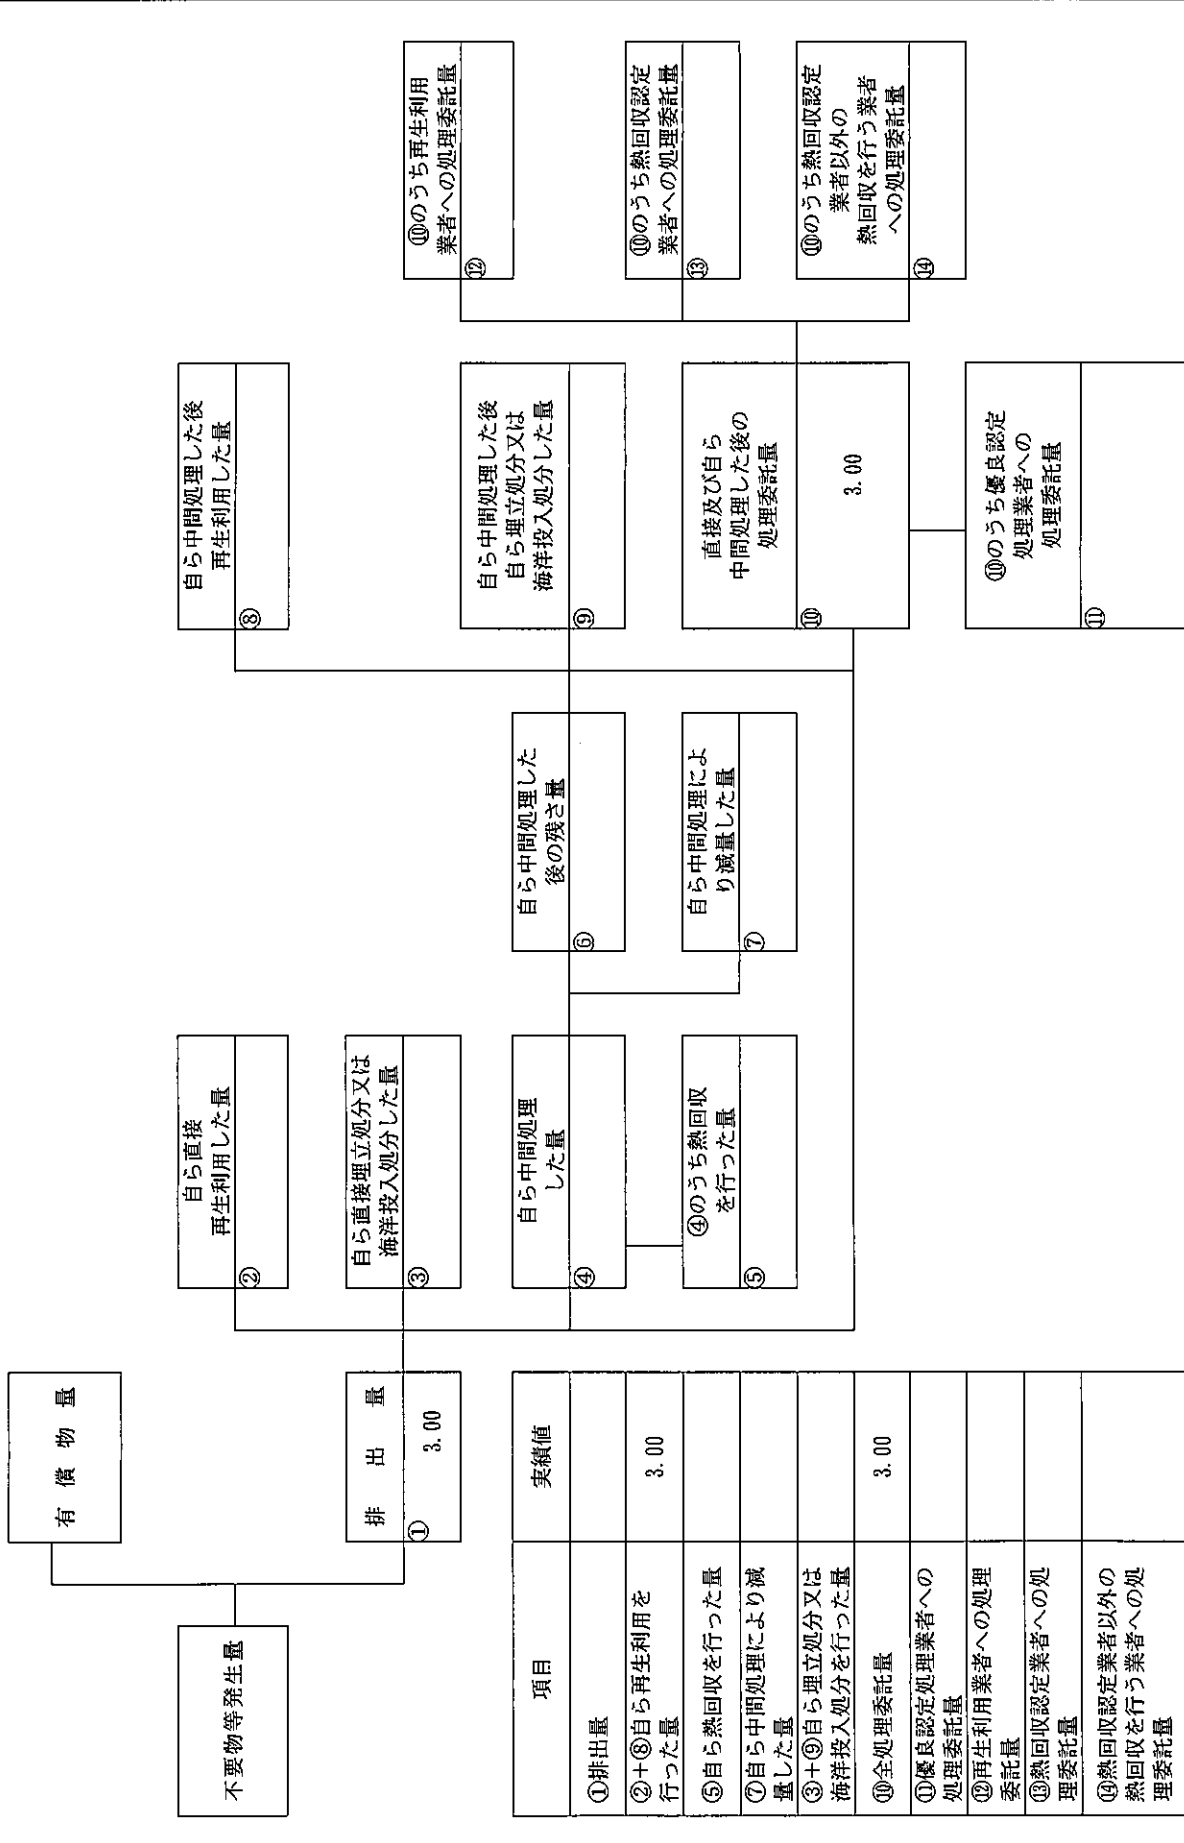 不要物等発生量
有償物量
排出量
①
3.00
自ら直接
再生利用した量
②
自ら直接埋立処分又は
海洋投入処分した量
③
自ら中間処理
した量
④
④のうち熱回収
を行った量
⑤
自ら中間処理した
後の残さ量
⑥
自ら中間処理によ
り減量した量
⑦
自ら中間処理した後
再生利用した量
⑧
自ら中間処理した後
自ら埋立処分又は
海洋投入処分した量
⑨
直接及び自ら
中間処理した後の
処理委託量
⑩
3.00
⑩のうち優良認定
処理業者への
処理委託量
⑪
⑩のうち再生利用
業者への処理委託量
⑫
⑩のうち熱回収認定
業者への処理委託量
⑬
⑩のうち熱回収認定
業者以外の
熱回収を行う業者
への処理委託量
⑭
項目 実績値
①排出量
②+⑧自ら再生利用を
行った量
3.00
⑤自ら熱回収を行った量
⑦自ら中間処理により減
量した量
③+⑨自ら埋立処分又は
海洋投入処分を行った量
⑩全処理委託量 3.00
⑪優良認定処理業者への
処理委託量
⑫再生利用業者への処理
委託量
⑬熱回収認定業者への処
理委託量
⑭熱回収認定業者以外の
熱回収を行う業者への処
理委託量